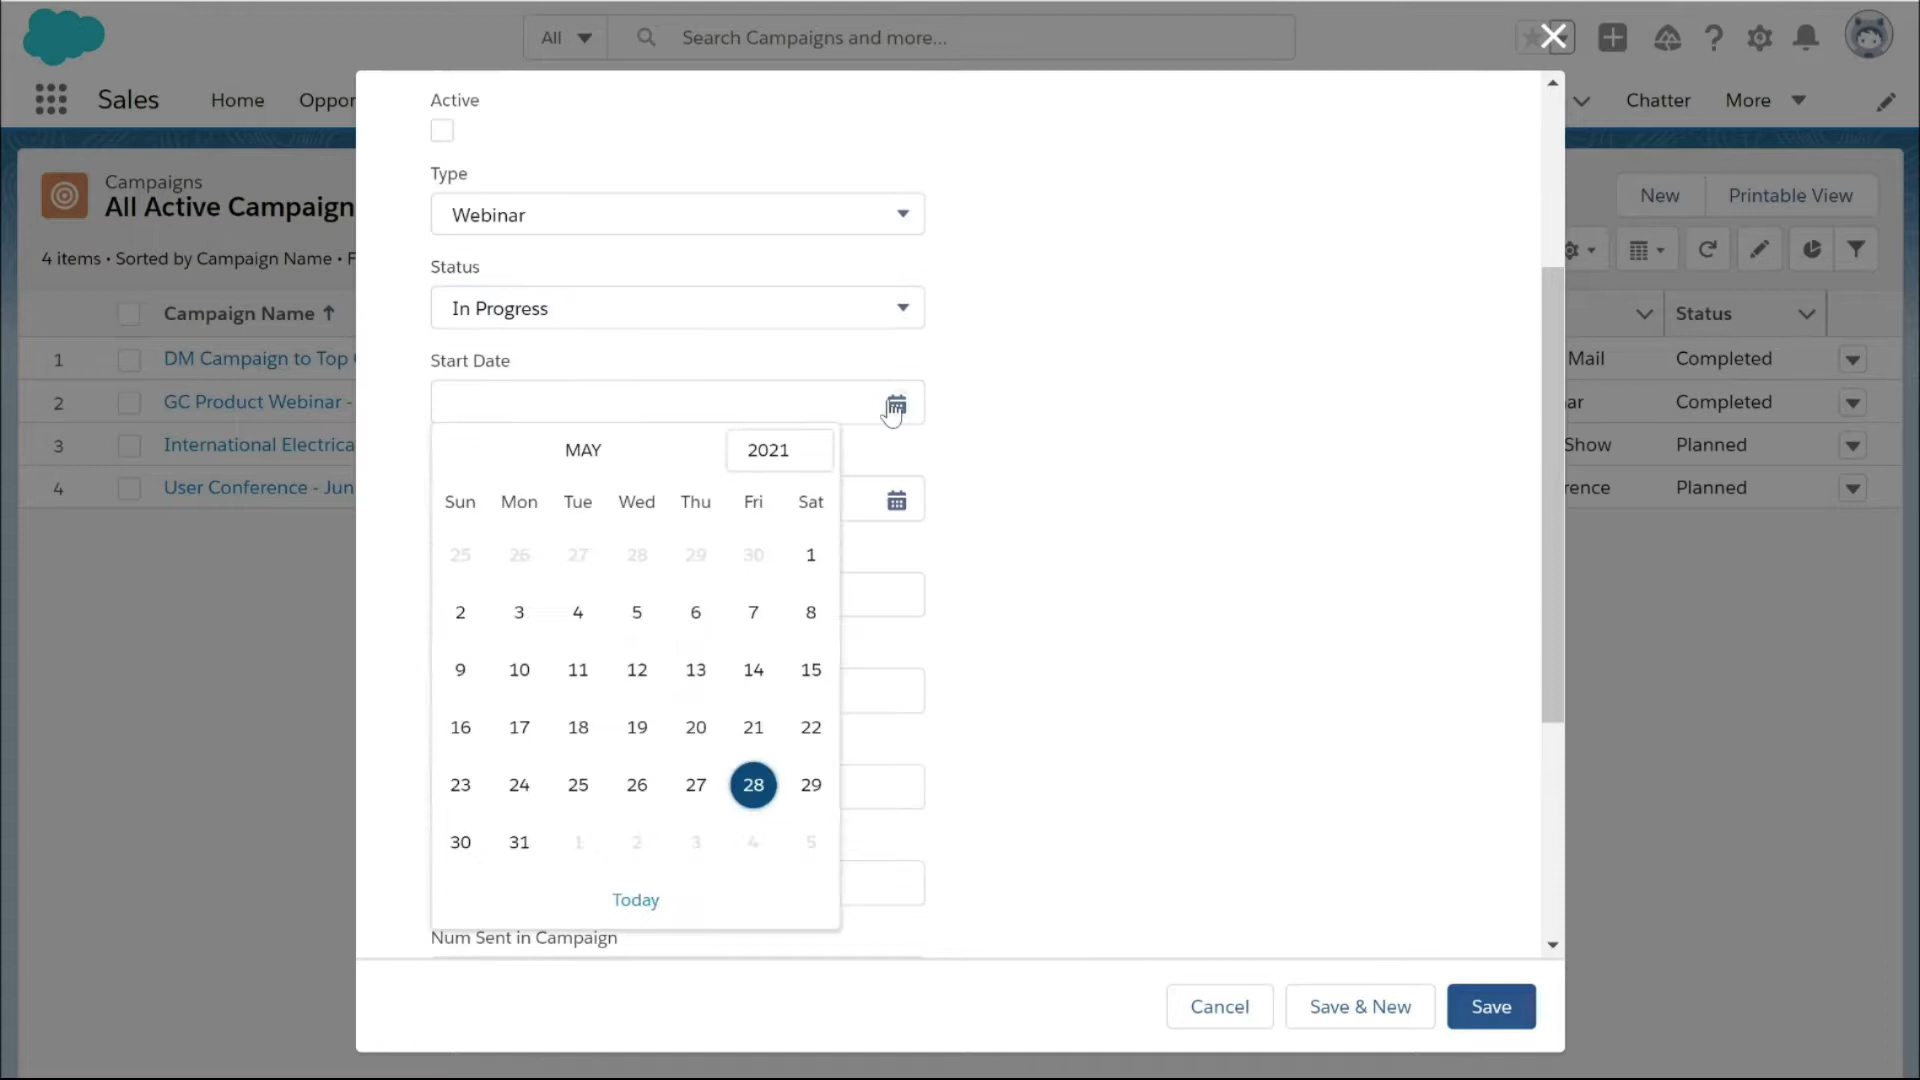 All
Search Campaigns and more...
Sales
Home
Oppor
Chatter
More
Campaigns
All Active Campaign
New
Printable View
4 items • Sorted by Campaign Name • F
Campaign Name ↑
Status
1 DM Campaign to Top Mail Completed
2 GC Product Webinar - ar Completed
3 International Electrica Show Planned
4 User Conference - Jun rence Planned
Active
Type
Webinar
Status
In Progress
Start Date
MAY 2021
Sun Mon Tue Wed Thu Fri Sat
25 26 27 28 29 30 1
2 3 4 5 6 7 8
9 10 11 12 13 14 15
16 17 18 19 20 21 22
23 24 25 26 27 28 29
30 31 1 2 3 4 5
Today
Num Sent in Campaign
Cancel
Save & New
Save